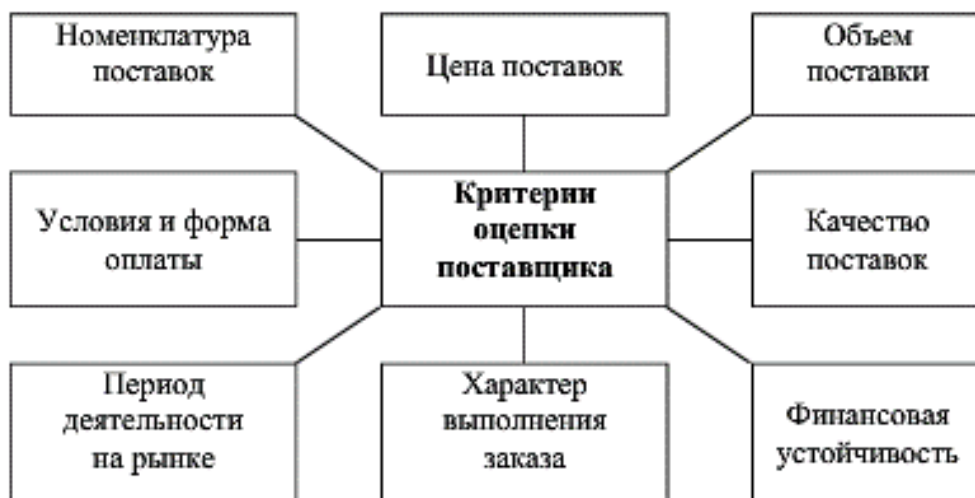 Номенклатура
поставок
Цена поставок
Объем
поставки
Условия и форма
оплаты
Критерии
оценки
поставщика
Качество
поставок
Период
деятельности
на рынке
Характер
выполнения
заказа
Финансовая
устойчивость